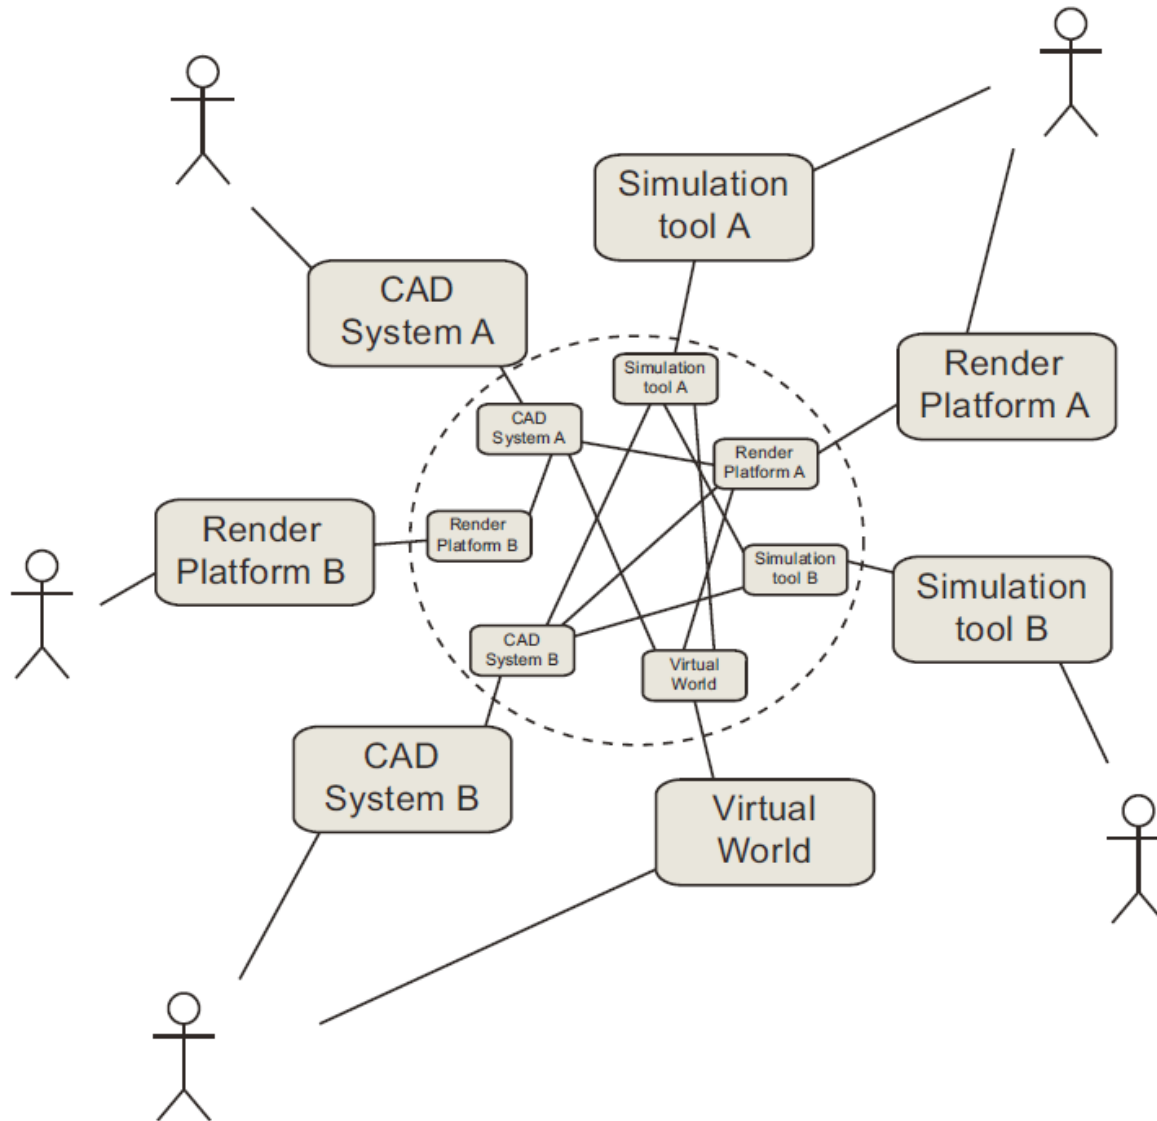 Simulation
tool A
CAD
System A
Render
Platform A
Simulation
tool A
CAD
System A
Render
Platform A
Render
Platform B
Render
Platform B
Simulation
tool B
Simulation
tool B
CAD
System B
Virtual
World
CAD
System B
Virtual
World